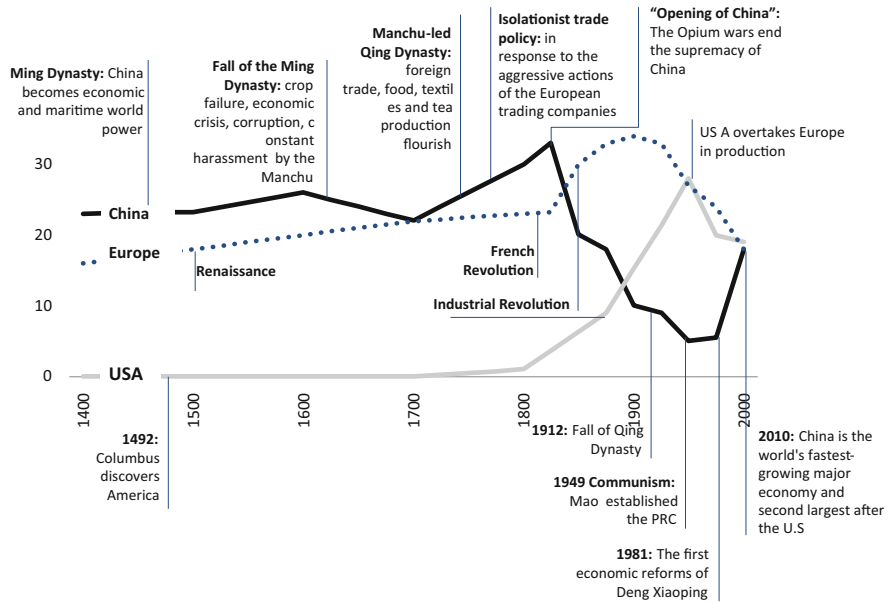 Ming Dynasty: China
becomes economic
and maritime world
power
Fall of the Ming
Dynasty: crop
failure, economic
crisis, corruption, c
onstant
harassment by the
Manchu
Manchu-led
Qing Dynasty:
foreign
trade, food, textil
es and tea
production
flourish
Isolationist trade
policy: in
response to the
aggressive actions
of the European
trading companies
“Opening of China”:
The Opium wars end
the supremacy of
China
US A overtakes Europe
in production
30
20
10
0
China
Europe
USA
Renaissance
French
Revolution
Industrial Revolution
1400
1500
1600
1700
1800
1900
2000
1492:
Columbus
discovers
America
1912: Fall of Qing
Dynasty
1949 Communism:
Mao established
the PRC
1981: The first
economic reforms of
Deng Xiaoping
2010: China is the
world's fastest-
growing major
economy and
second largest after
the U.S